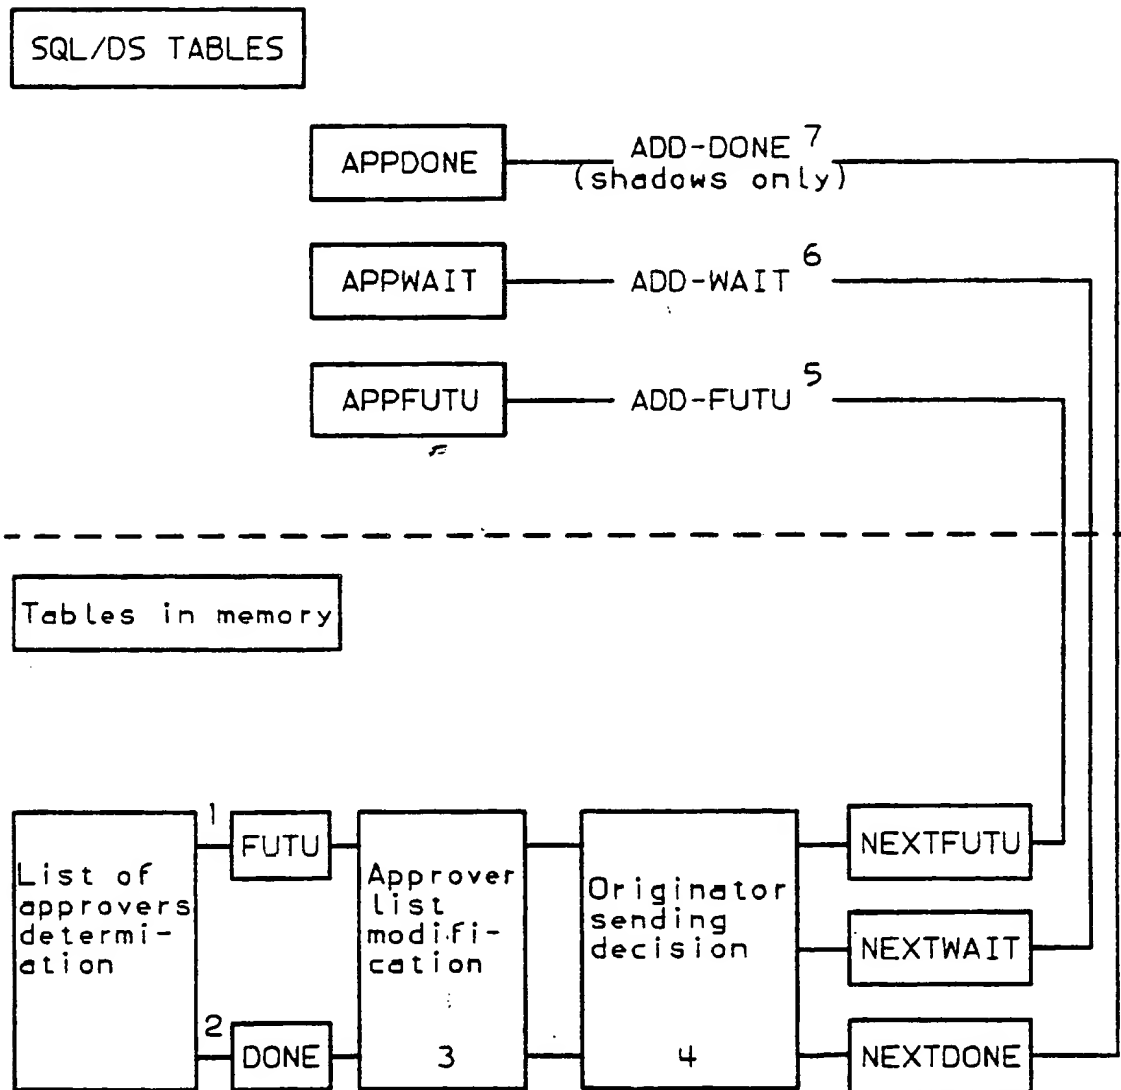 SQL/DS TABLES
APPDONE
ADD-DONE 7
(shadows only)
APPWAIT
ADD-WAIT 6
APPFUTU
ADD-FUTU 5
Tables in memory
List of
approvers
determi-
ation
1
FUTU
2
DONE
Approver
list
modifi-
cation
3
Originator
sending
decision
4
NEXTFUTU
NEXTWAIT
NEXTDONE